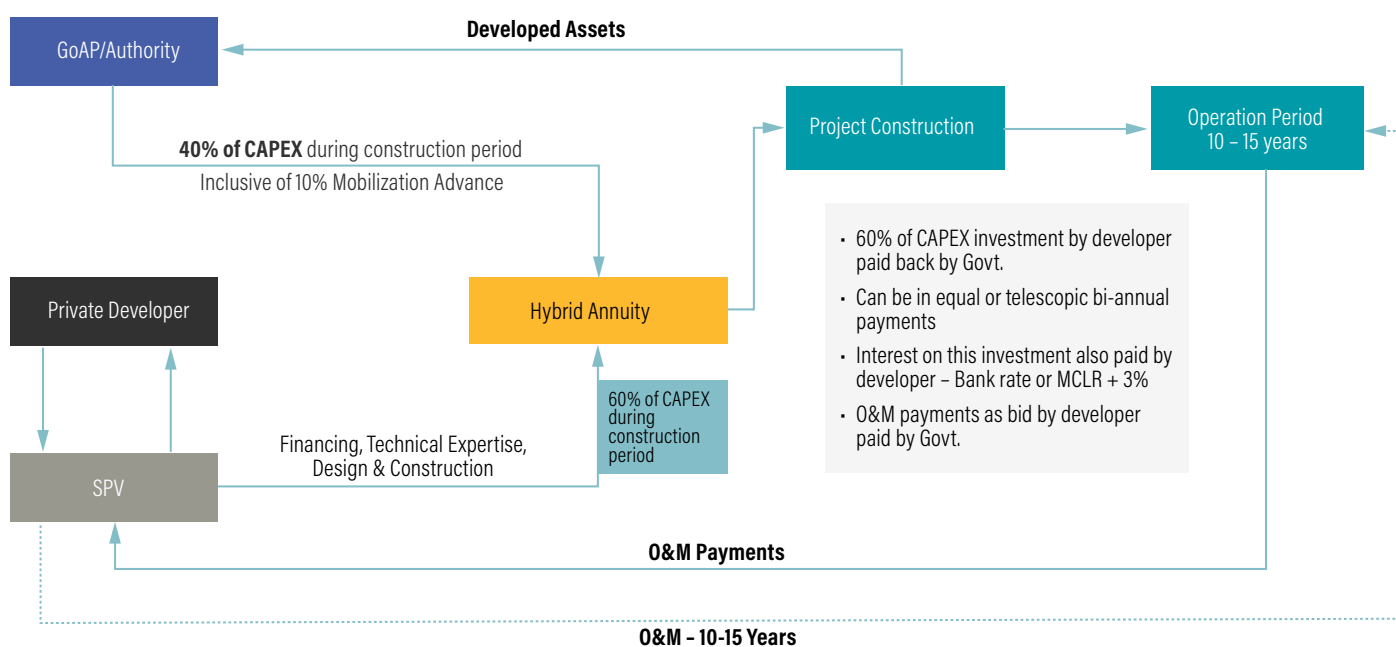 Developed Assets
GoAP/Authority
40% of CAPEX during construction period
Inclusive of 10% Mobilization Advance
Project Construction
Operation Period
10 – 15 years
Private Developer
Hybrid Annuity
60% of CAPEX
during
construction
period
• 60% of CAPEX investment by developer
paid back by Govt.
• Can be in equal or telescopic bi-annual
payments
• Interest on this investment also paid by
developer – Bank rate or MCLR + 3%
• O&M payments as bid by developer
paid by Govt.
Financing, Technical Expertise,
Design & Construction
SPV
O&M Payments
O&M – 10-15 Years